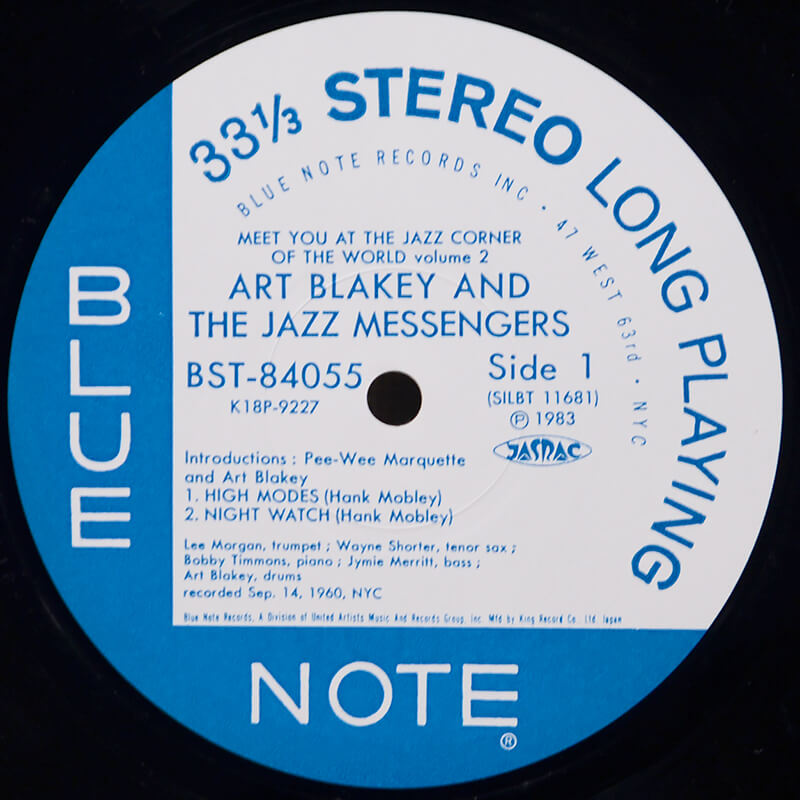 33⅓ STEREO LONG PLAYING
BLUE NOTE RECORDS INC • 47 WEST 63rd • NYC
MEET YOU AT THE JAZZ CORNER
OF THE WORLD volume 2
ART BLAKEY AND
THE JAZZ MESSENGERS
BST-84055
Side 1
K18P-9227
(SILBT 11681)
Ⓟ 1983
JASRAC
Introductions : Pee-Wee Marquette
and Art Blakey
1. HIGH MODES (Hank Mobley)
2. NIGHT WATCH (Hank Mobley)
Lee Morgan, trumpet ; Wayne Shorter, tenor sax ;
Bobby Timmons, piano ; Jymie Merritt, bass ;
Art Blakey, drums
recorded Sep. 14, 1960, NYC
Blue Note Records, A Division of United Artists Music And Records Group, Inc. Mfd by King Record Co. Ltd. Japan
BLUE
NOTE®